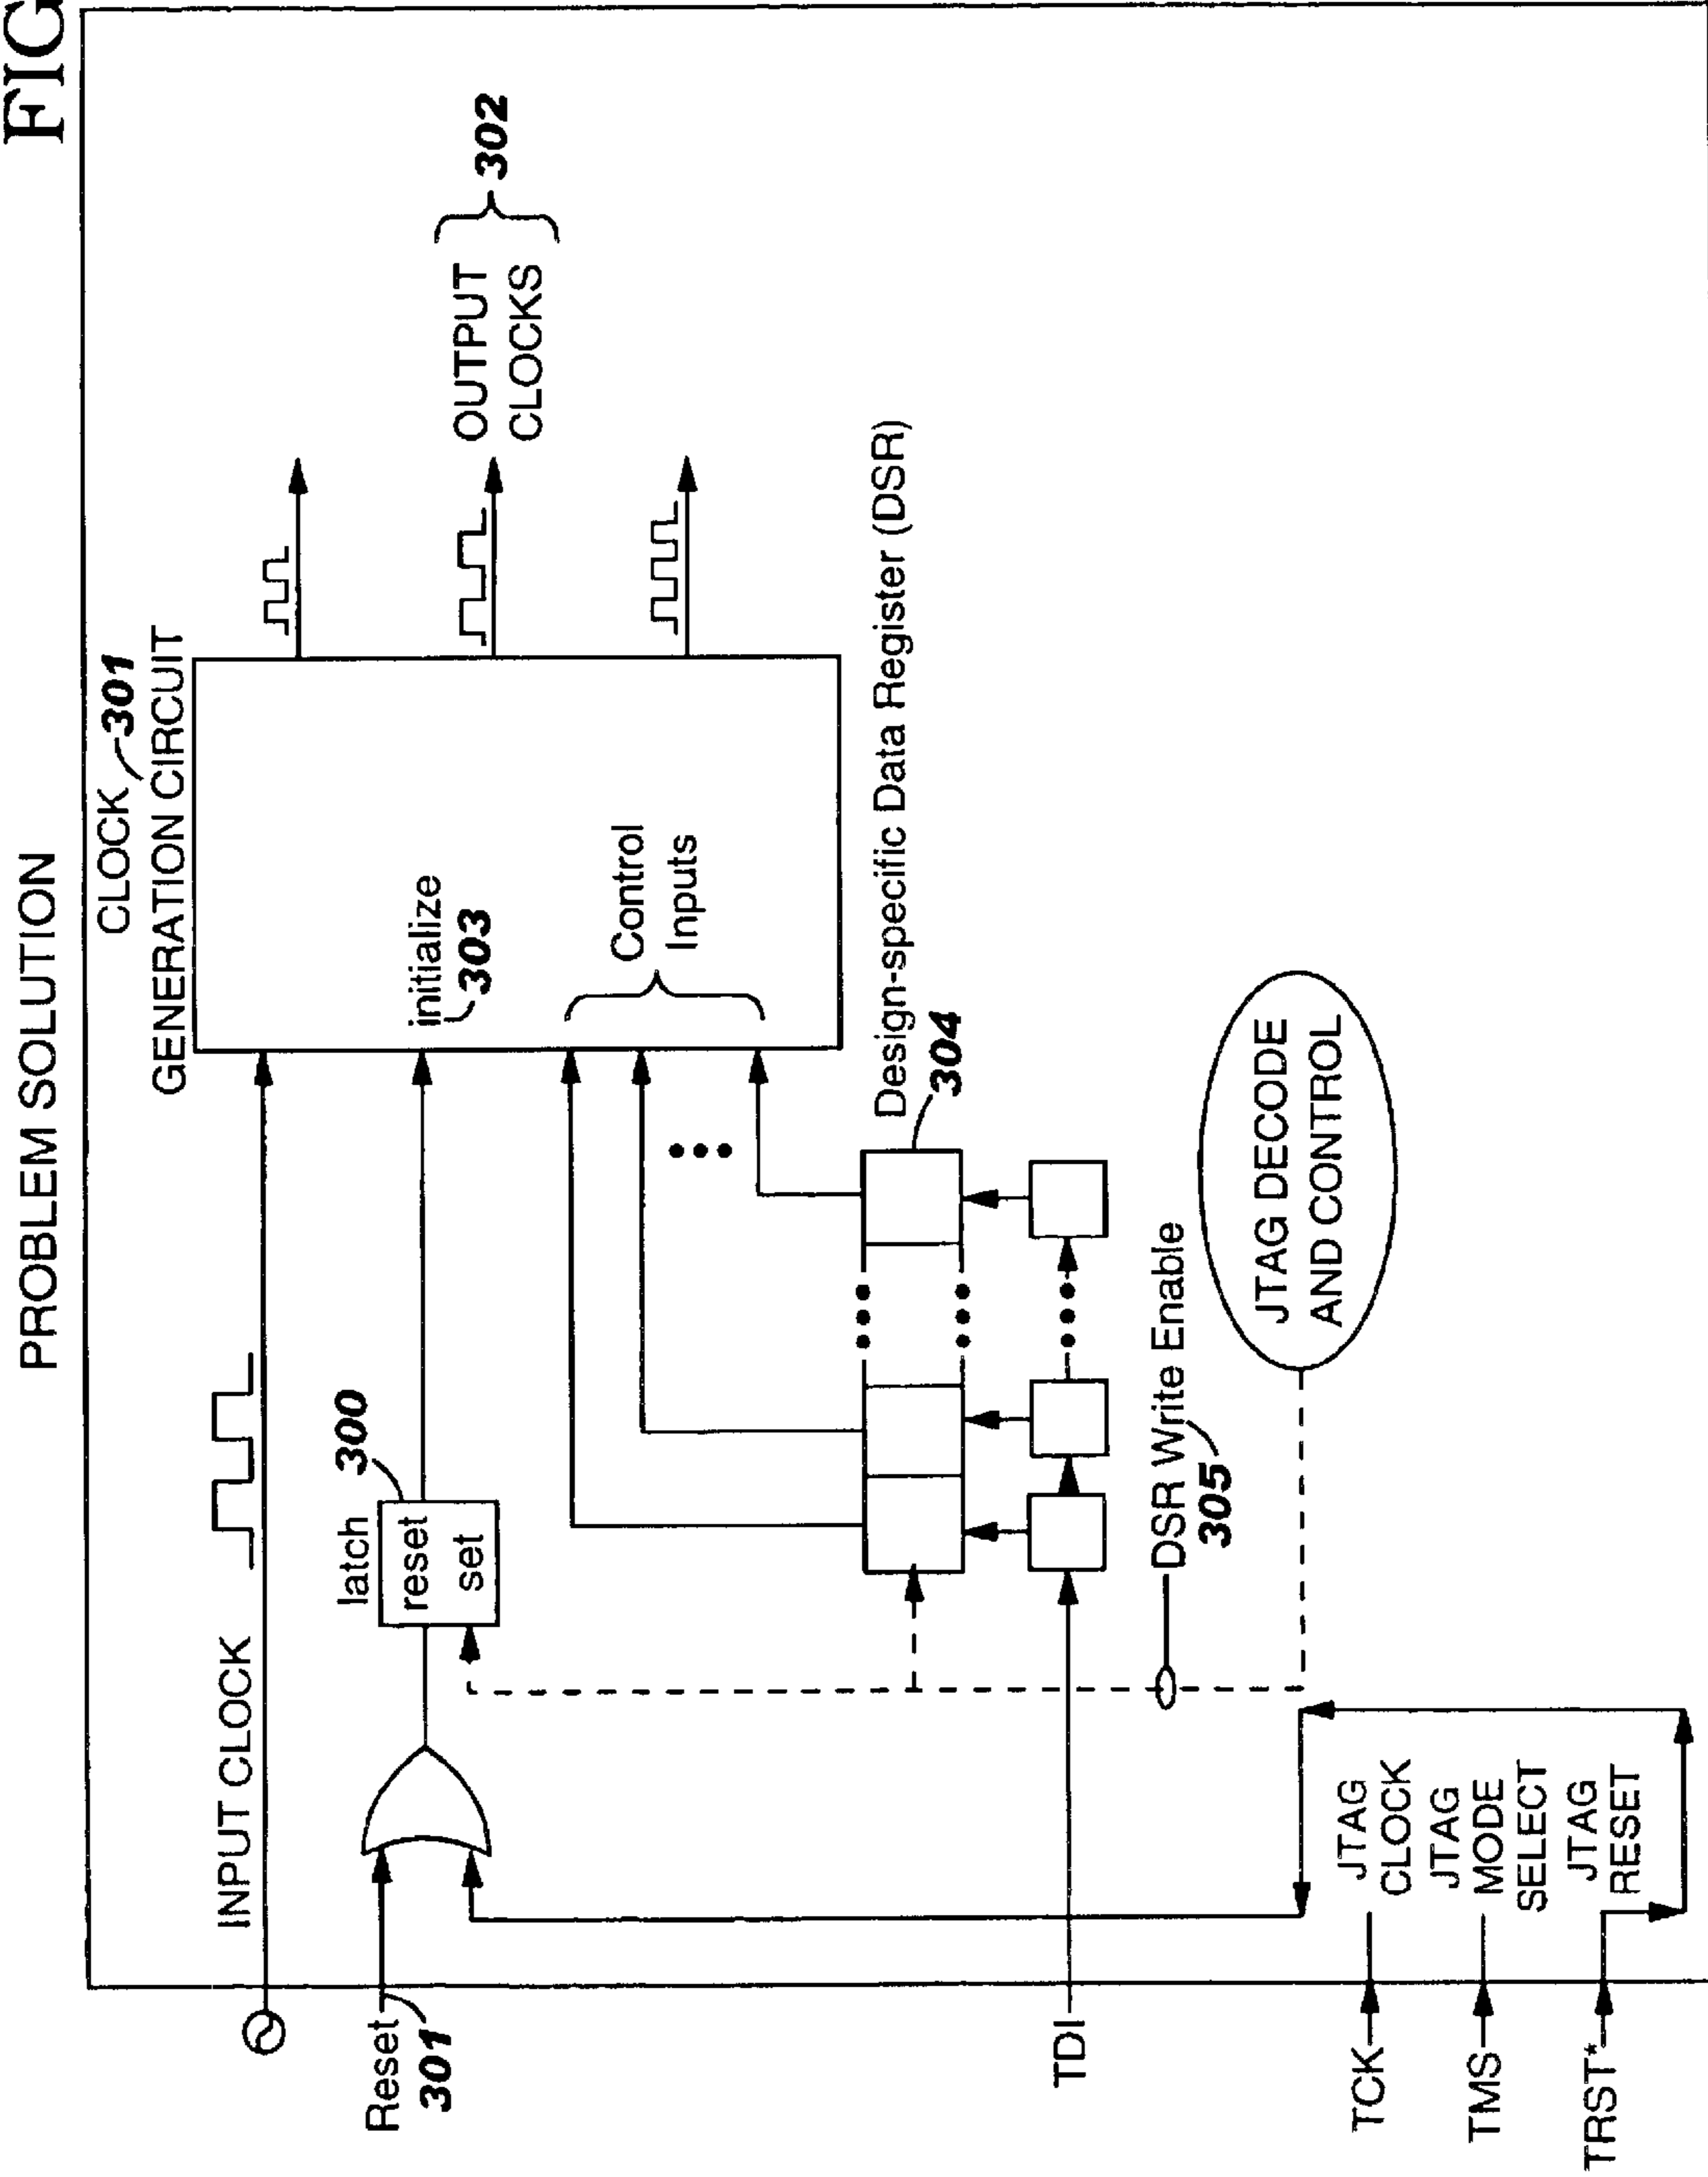 FIG
PROBLEM SOLUTION
CLOCK 301
GENERATION CIRCUIT
INPUT CLOCK
Reset
301
latch
300
reset
set
initialize
303
Control
Inputs
OUTPUT
CLOCKS
302
Design-specific Data Register (DSR)
304
TDI
DSR Write Enable
305
JTAG DECODE
AND CONTROL
TCK
JTAG
CLOCK
TMS
JTAG
MODE
SELECT
TRST*
JTAG
RESET